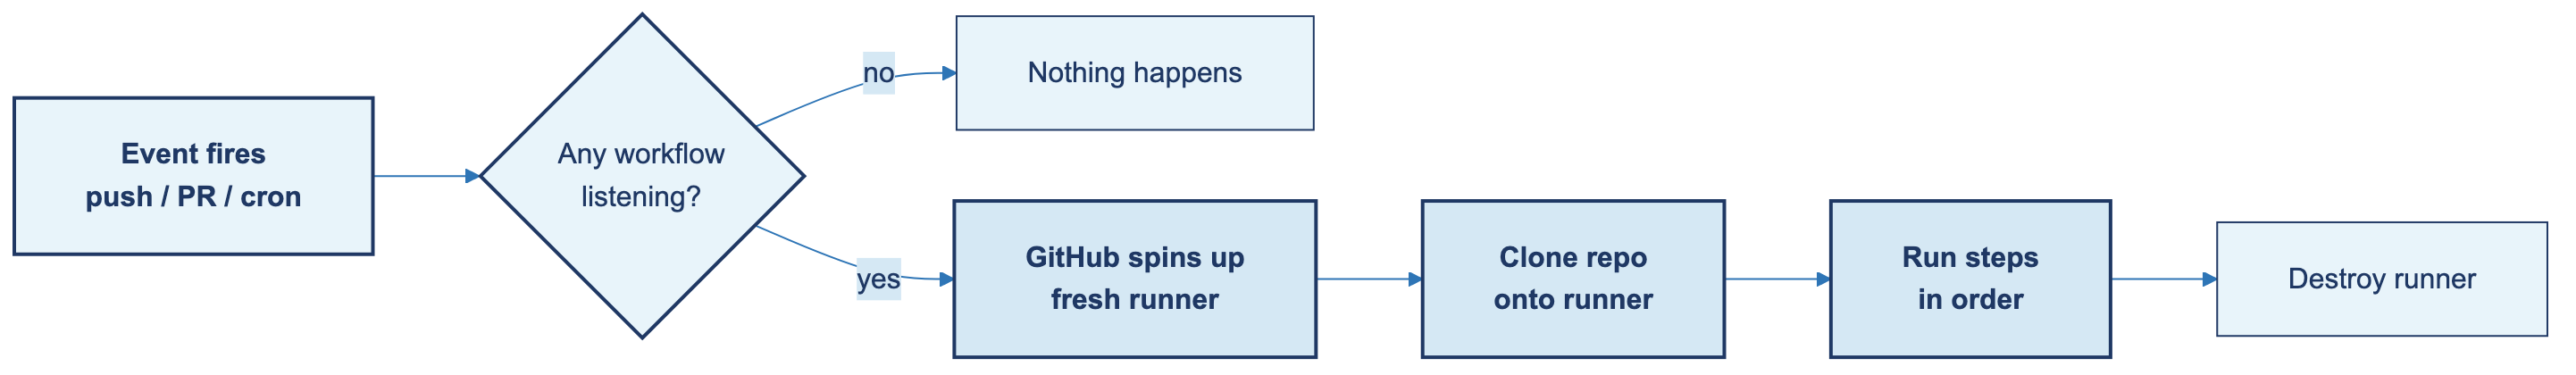 Event fires
push / PR / cron
Any workflow
listening?
no
Nothing happens
yes
GitHub spins up
fresh runner
Clone repo
onto runner
Run steps
in order
Destroy runner